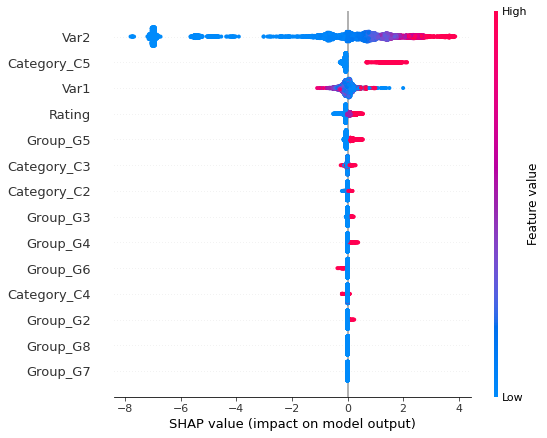 High
Var2
Category_C5
Var1
Rating
Group_G5
Category_C3
Category_C2
Group_G3
Group_G4
Group_G6
Category_C4
Group_G2
Group_G8
Group_G7
Feature value
Low
−8 −6 −4 −2 0 2 4
SHAP value (impact on model output)